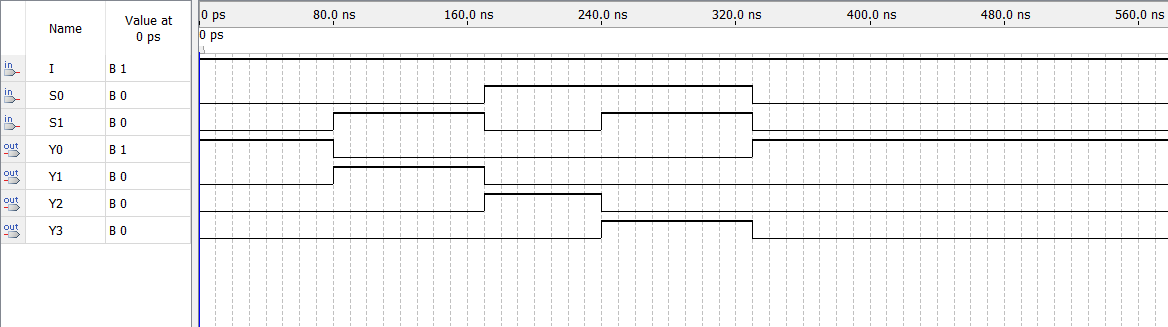 Name Value at 0 ps 0 ps 80.0 ns 160.0 ns 240.0 ns 320.0 ns 400.0 ns 480.0 ns 560.0 ns
0 ps
in I B 1
in S0 B 0
in S1 B 0
out Y0 B 1
out Y1 B 0
out Y2 B 0
out Y3 B 0